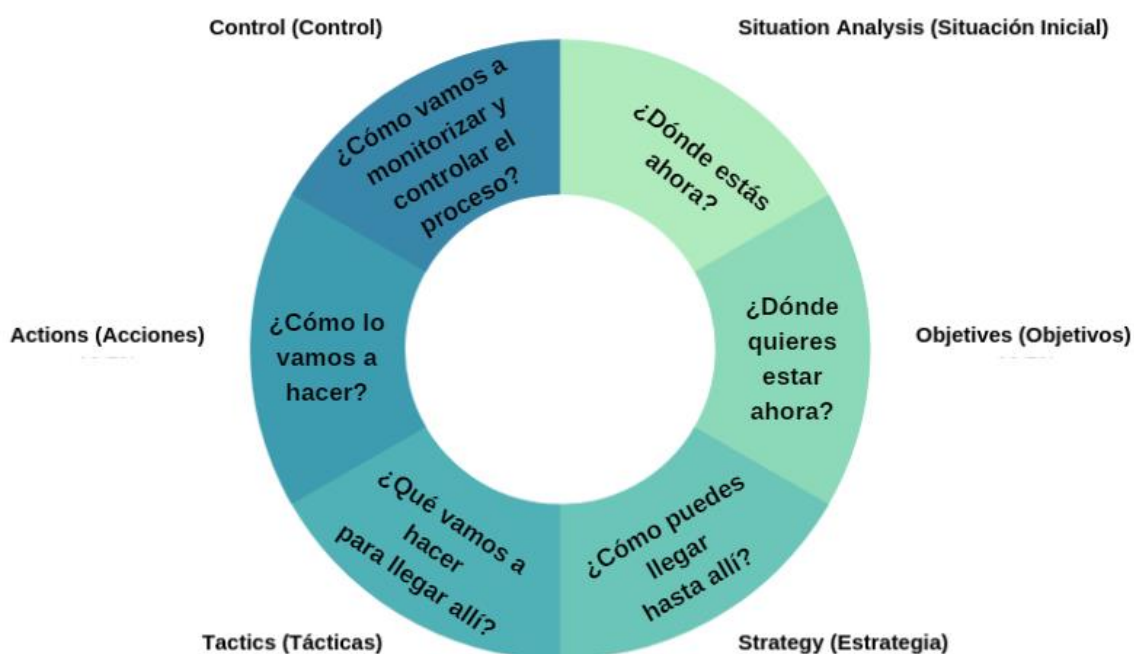 Control (Control)
Situation Analysis (Situación Inicial)
¿Cómo vamos a
monitorizar y
controlar el
proceso?
¿Dónde estás
ahora?
Actions (Acciones)
¿Cómo lo
vamos a
hacer?
¿Dónde
quieres
estar
ahora?
Objetives (Objetivos)
¿Qué vamos a
hacer
para llegar allí?
¿Cómo puedes
llegar
hasta allí?
Tactics (Tácticas)
Strategy (Estrategia)